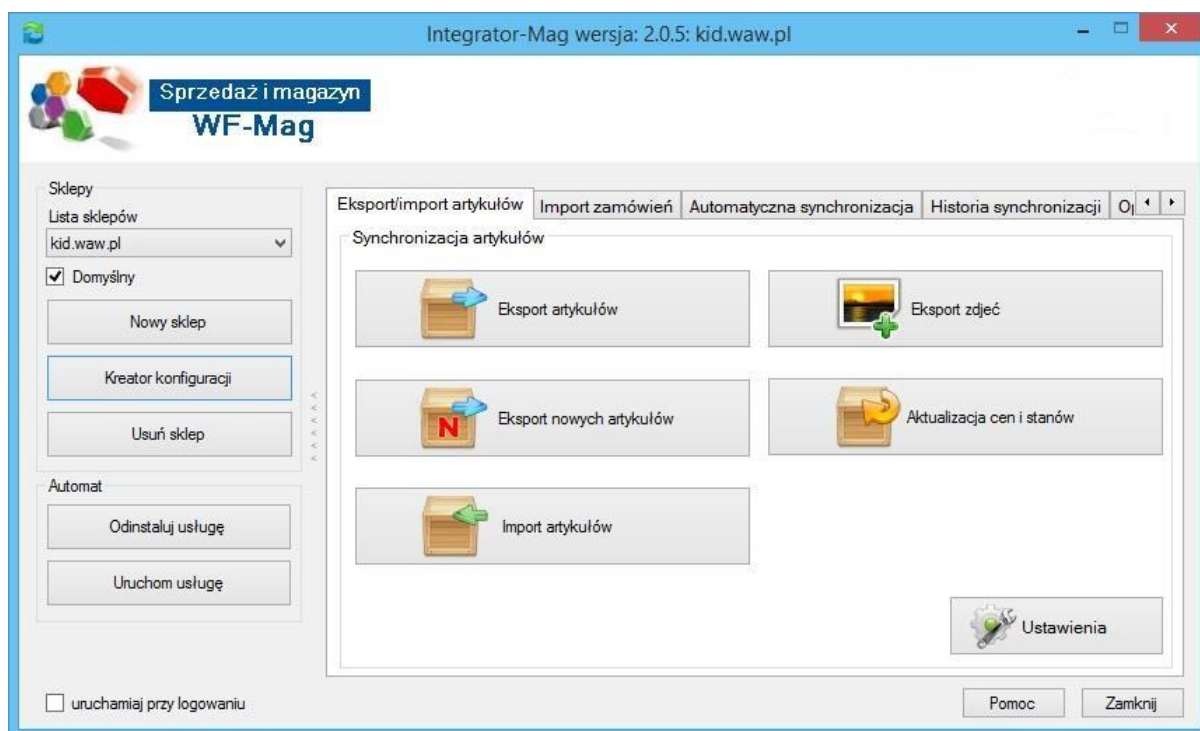 Integrator-Mag wersja: 2.0.5: kid.waw.pl
Sprzedaż i magazyn
WF-Mag
Sklepy
Lista sklepów
kid.waw.pl
Domyślny
Nowy sklep
Kreator konfiguracji
Usuń sklep
Automat
Odinstaluj usługę
Uruchom usługę
uruchamiaj przy logowaniu
Eksport/import artykułów
Import zamówień
Automatyczna synchronizacja
Historia synchronizacji
Synchronizacja artykułów
Eksport artykułów
Eksport zdjeć
N
Eksport nowych artykułów
Aktualizacja cen i stanów
Import artykułów
Ustawienia
Pomoc
Zamknij